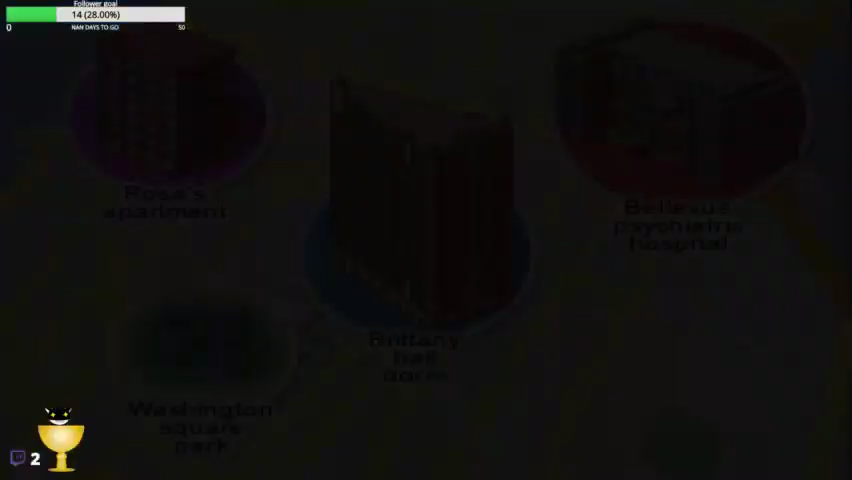 Follower goal
14 (28.00%)
0 NAN DAYS TO GO 50
Rosa's
apartment
Bellevue
psychiatric
hospital
Brittany
hall
dorm
Washington
square
park
2